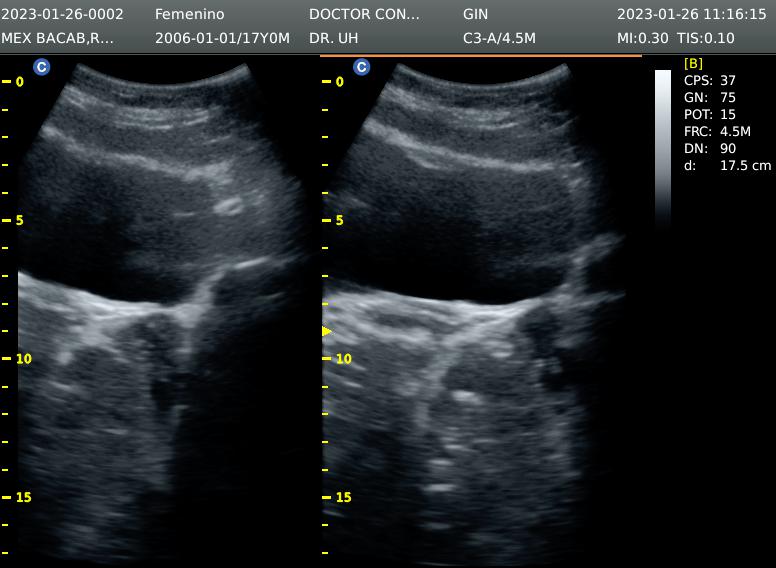 2023-01-26-0002 Femenino DOCTOR CON... GIN 2023-01-26 11:16:15
MEX BACAB,R... 2006-01-01/17Y0M DR. UH C3-A/4.5M MI:0.30 TIS:0.10
C C
[B]
CPS: 37
GN: 75
POT: 15
FRC: 4.5M
DN: 90
d: 17.5 cm
0 0
5 5
10 10
15 15